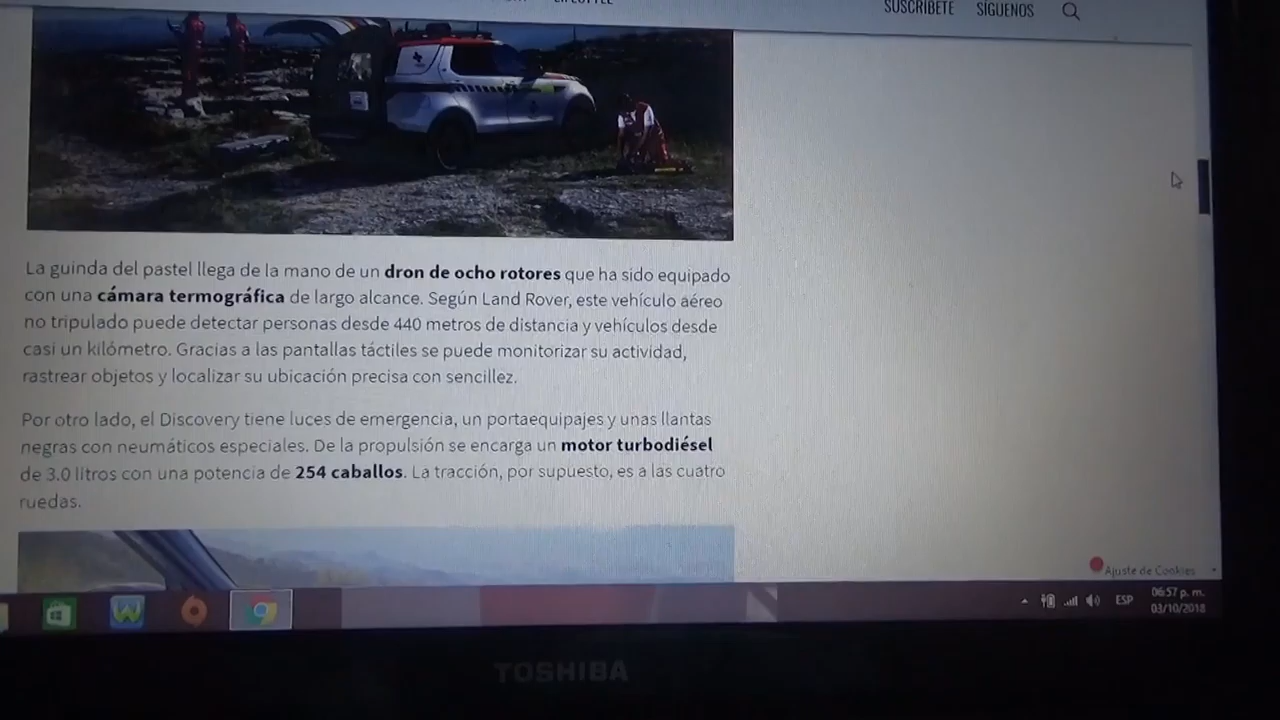 SUSCRÍBETE SÍGUENOS
La guinda del pastel llega de la mano de un dron de ocho rotores que ha sido equipado
con una cámara termográfica de largo alcance. Según Land Rover, este vehículo aéreo
no tripulado puede detectar personas desde 440 metros de distancia y vehículos desde
casi un kilómetro. Gracias a las pantallas táctiles se puede monitorizar su actividad,
rastrear objetos y localizar su ubicación precisa con sencillez.
Por otro lado, el Discovery tiene luces de emergencia, un portaequipajes y unas llantas
negras con neumáticos especiales. De la propulsión se encarga un motor turbodiésel
de 3.0 litros con una potencia de 254 caballos. La tracción, por supuesto, es a las cuatro
ruedas.
Ajuste de Cookies
ESP
06:57 p. m.
03/10/2018
TOSHIBA